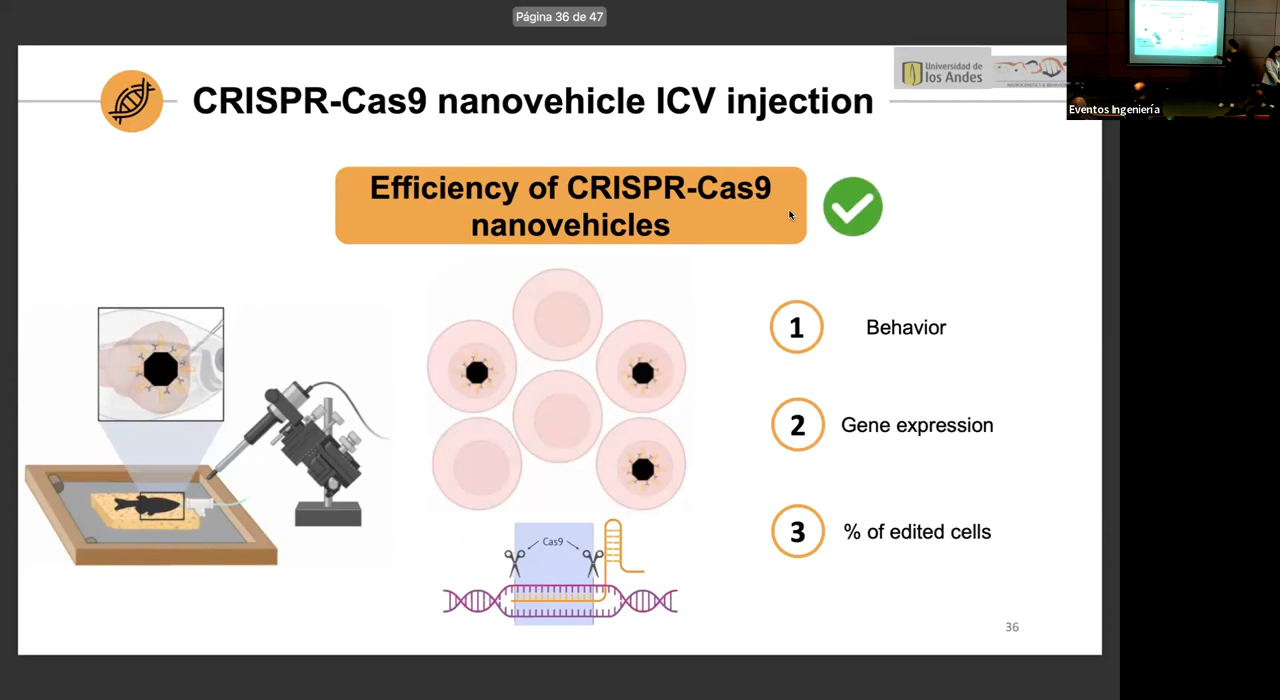 Página 36 de 47
Universidad de
los Andes
Eventos Ingeniería
CRISPR-Cas9 nanovehicle ICV injection
Efficiency of CRISPR-Cas9
nanovehicles
1 Behavior
2 Gene expression
3 % of edited cells
Cas9
36